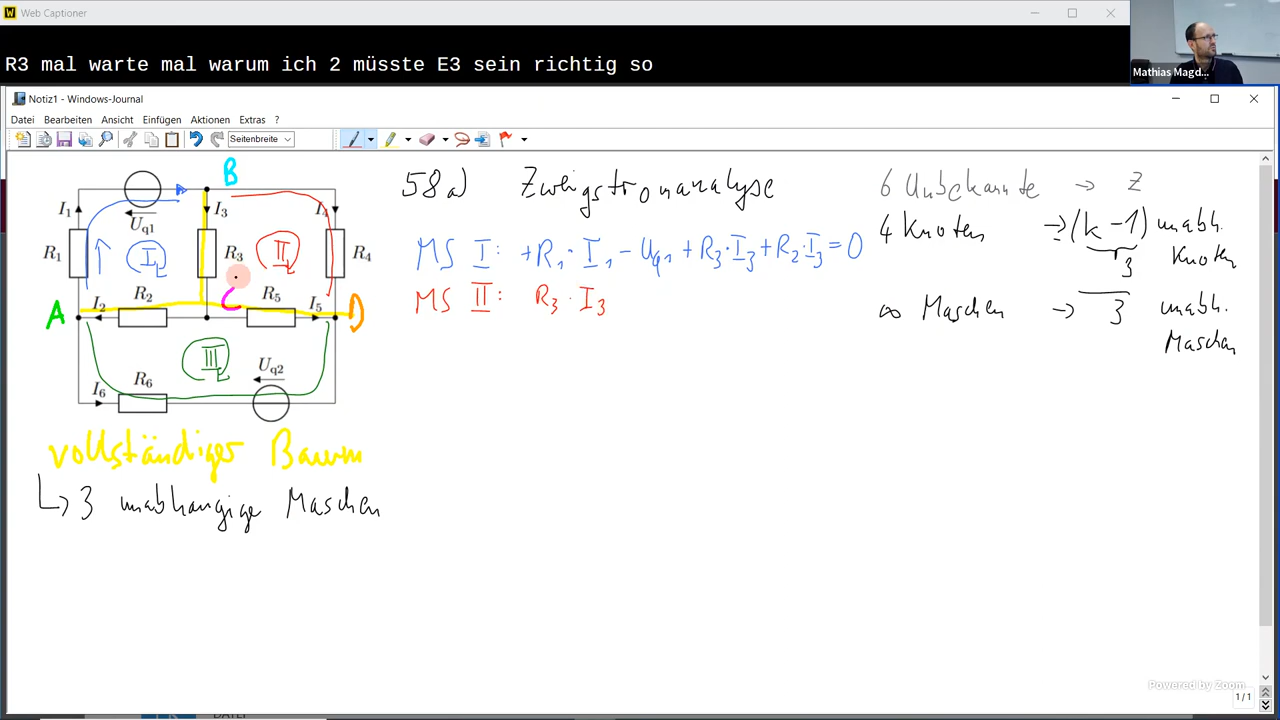 Web Captioner
R3 mal warte mal warum ich 2 müsste E3 sein richtig so
Mathias Magd...
Notiz1 - Windows-Journal
Datei Bearbeiten Ansicht Einfügen Aktionen Extras ?
Seitenbreite
B
I1 Uq1 I3 I4
R1 I R3 II R4
C
A I2 R2 R5 I5 D
III
R6 Uq2
I6
vollständiger Baum
↳ 3 unabhängige Maschen
58a) Zweigstromanalyse
MS I: +R1·I1 - Uq1 + R3·I3 + R2·I3 = 0
MS II: R3·I3
6 Unbekannte → Z
4 Knoten → (k-1) unabh.
3 Knoten
∞ Maschen → 3 unabh.
Maschen
Powered by Zoom
1/1
DATEI